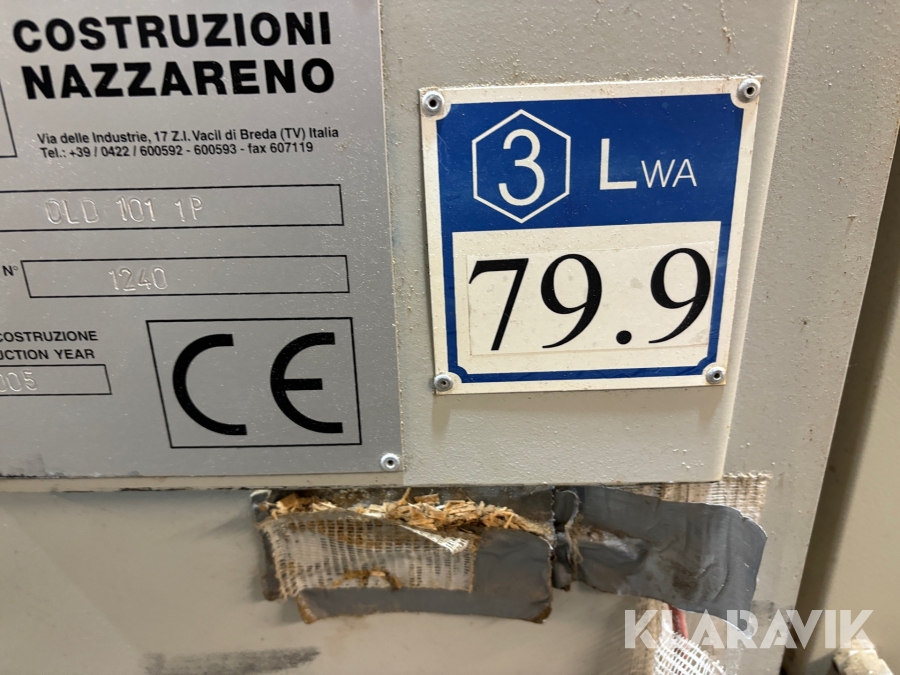 COSTRUZIONI
NAZZARENO
Via delle Industrie, 17 Z.I. Vacil di Breda (TV) Italia
Tel.: +39 / 0422 / 600592 - 600593 - fax 607119
OLD 101 1P
N° 1240
COSTRUZIONE
UCTION YEAR
005
CE
3 LWA
79.9
KLARAVIK